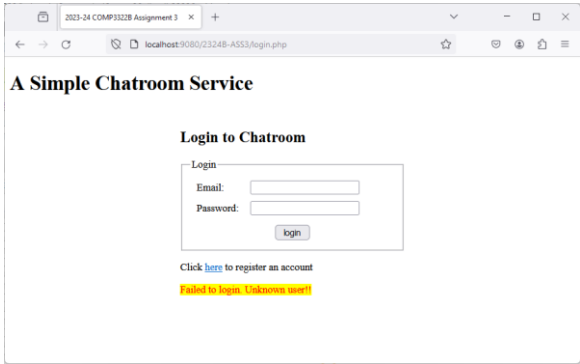 2023-24 COMP3322B Assignment 3
localhost:9080/2324B-ASS3/login.php
A Simple Chatroom Service
Login to Chatroom
Login
Email:
Password:
login
Click here to register an account
Failed to login. Unknown user!!